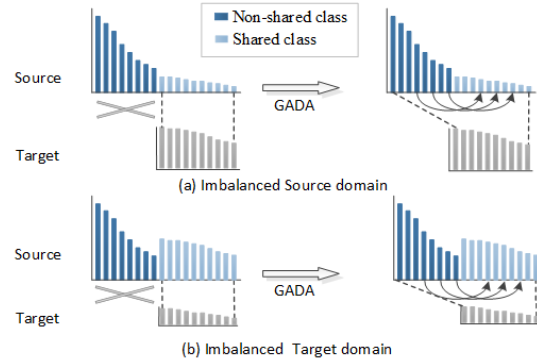 Non-shared class
Shared class
Source
GADA
Target
(a) Imbalanced Source domain
Source
GADA
Target
(b) Imbalanced Target domain